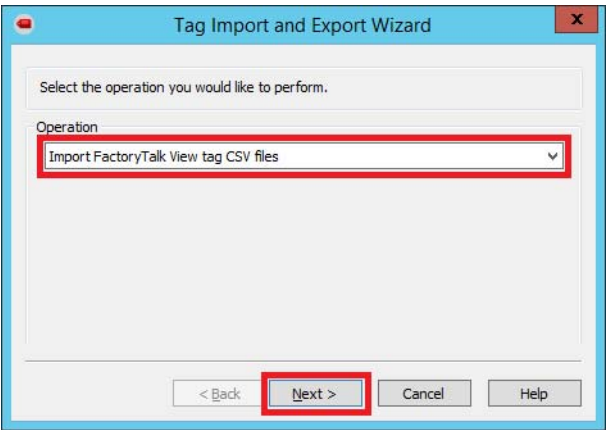 Tag Import and Export Wizard
x
Select the operation you would like to perform.
Operation
Import FactoryTalk View tag CSV files
< Back
Next >
Cancel
Help